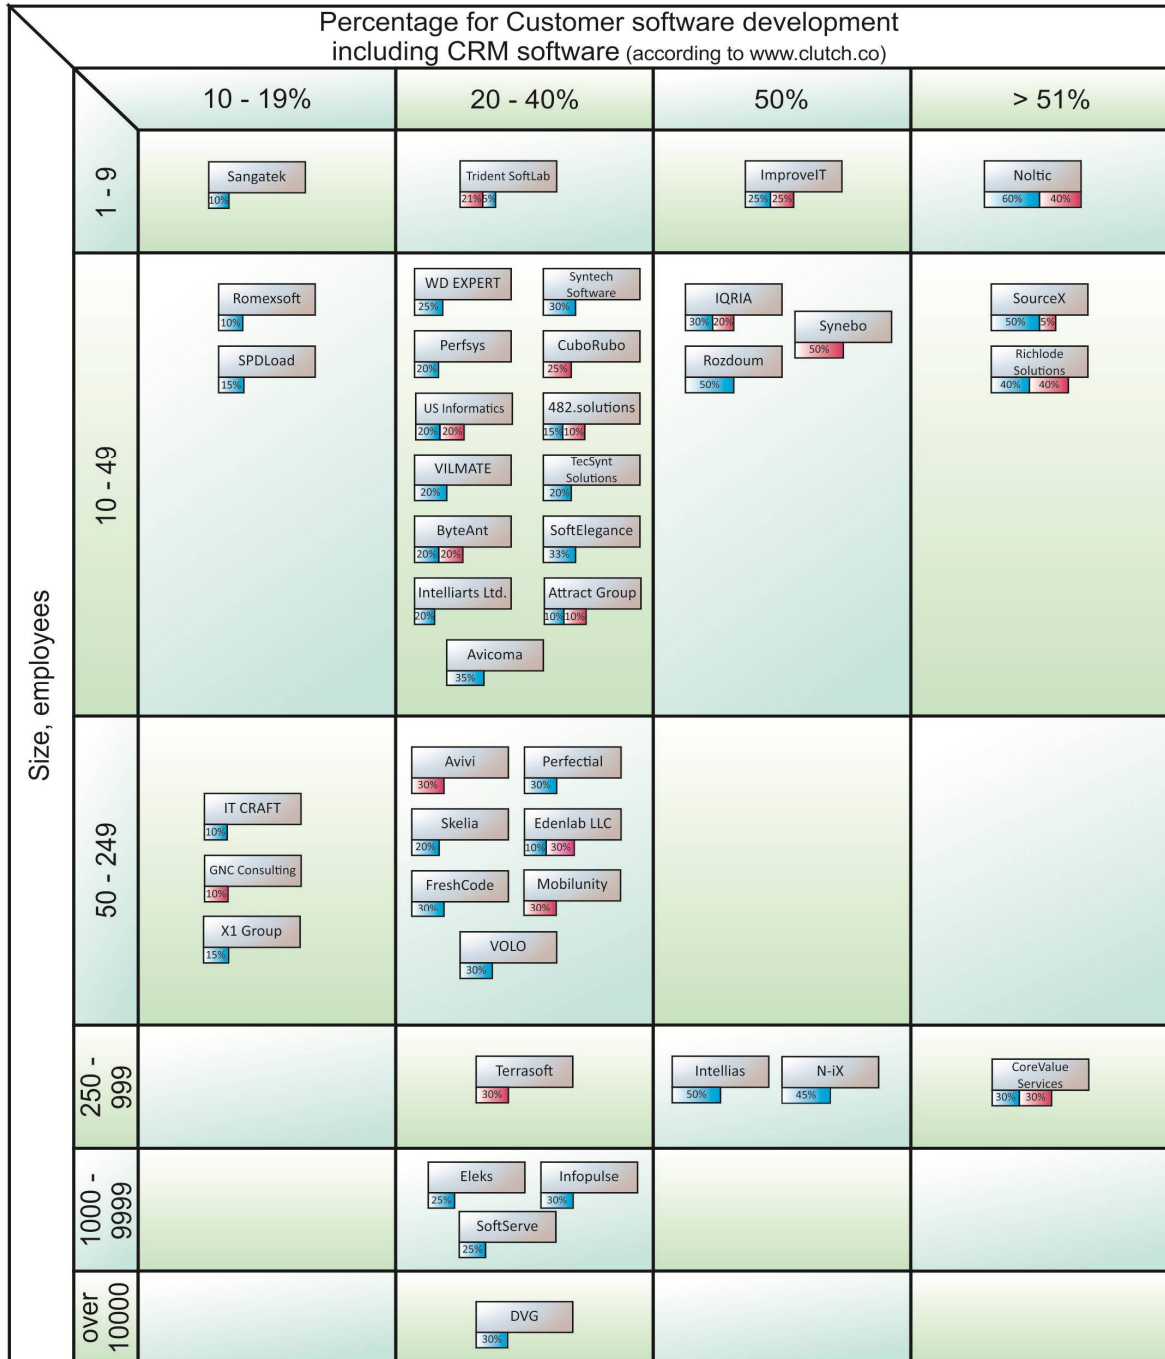 Percentage for Customer software development
including CRM software (according to www.clutch.co)
10 - 19%
20 - 40%
50%
> 51%
Size, employees
1 - 9
Sangatek
10%
Trident SoftLab
21% 5%
ImproveIT
25% 25%
Noltic
60% 40%
10 - 49
Romexsoft
10%
SPDLoad
15%
WD EXPERT
25%
Syntech
Software
30%
Perfsys
20%
CuboRubo
25%
US Informatics
20% 20%
482.solutions
15% 10%
VILMATE
20%
TecSynt
Solutions
20%
ByteAnt
20% 20%
SoftElegance
33%
Intelliarts Ltd.
20%
Attract Group
10% 10%
Avicoma
35%
IQRIA
30% 20%
Synebo
50%
Rozdoum
50%
SourceX
50% 5%
Richlode
Solutions
40% 40%
50 - 249
IT CRAFT
10%
GNC Consulting
10%
X1 Group
15%
Avivi
30%
Perfectial
30%
Skelia
20%
Edenlab LLC
10% 30%
FreshCode
30%
Mobilunity
30%
VOLO
30%
250 -
999
Terrasoft
30%
Intellias
50%
N-iX
45%
CoreValue
Services
30% 30%
1000 -
9999
Eleks
25%
Infopulse
30%
SoftServe
25%
over
10000
DVG
30%